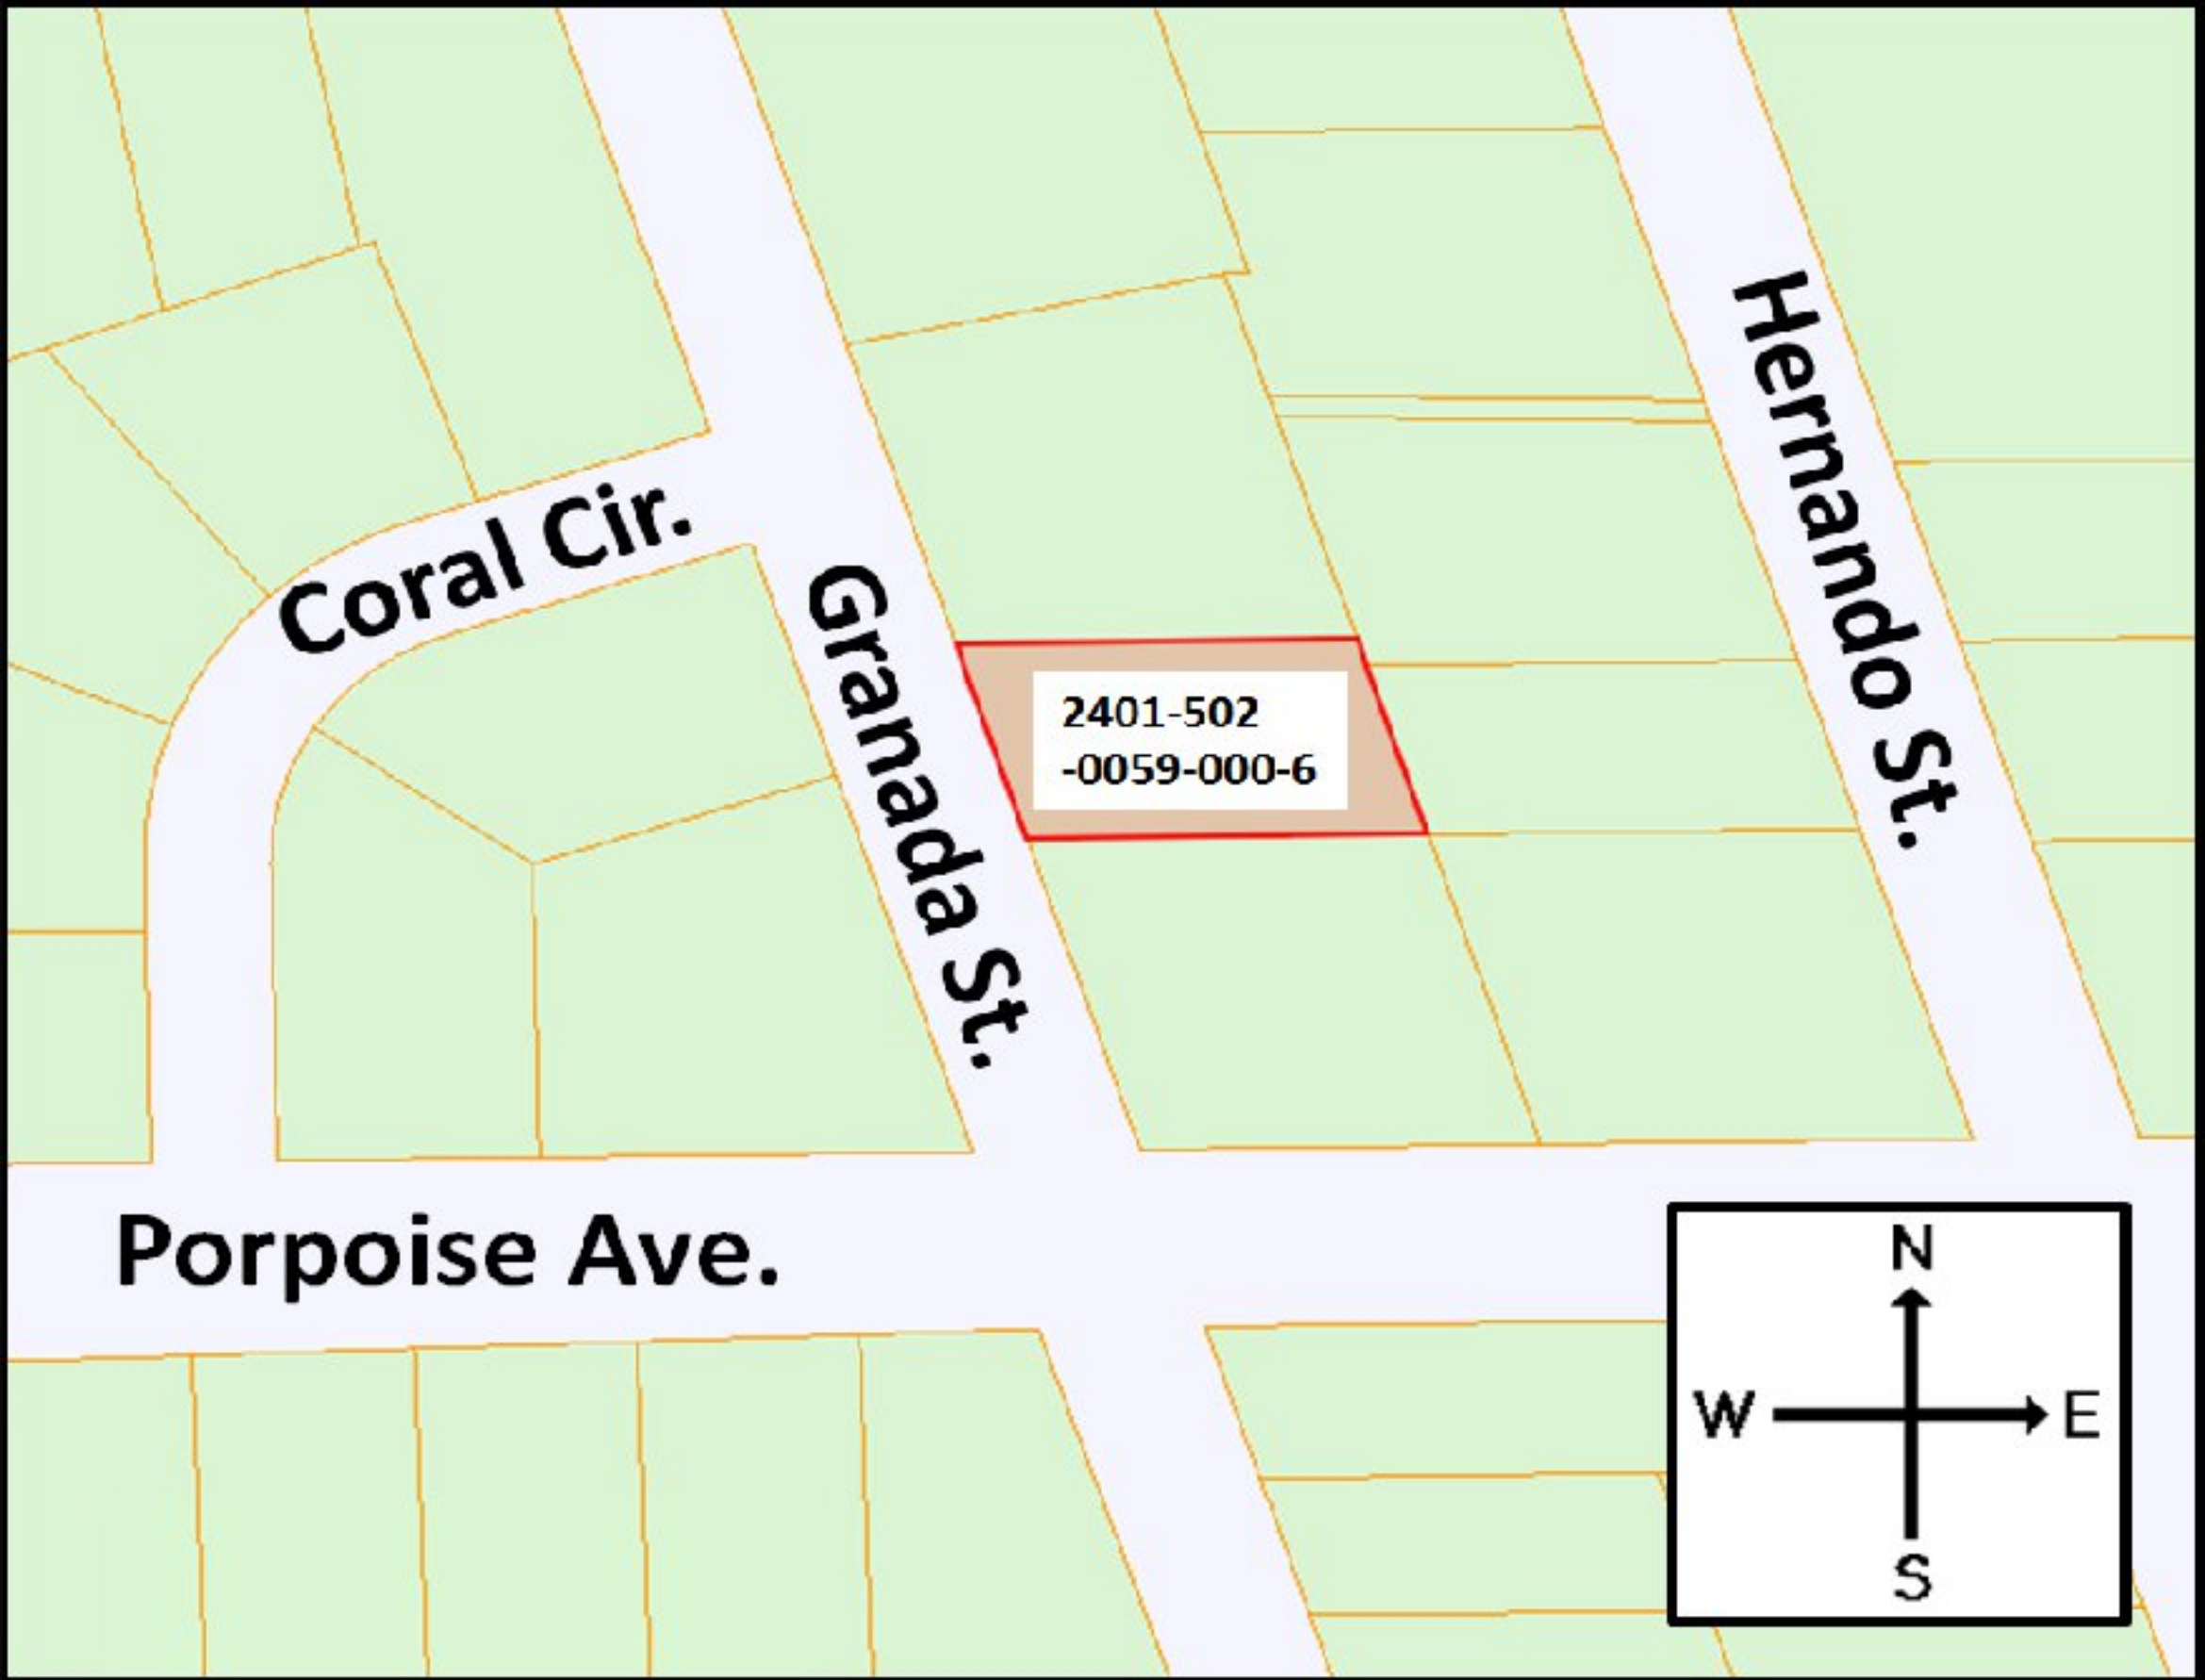 Hernando St.
Coral Cir.
Granada St.
2401-502
-0059-000-6
Porpoise Ave.
N
W E
S